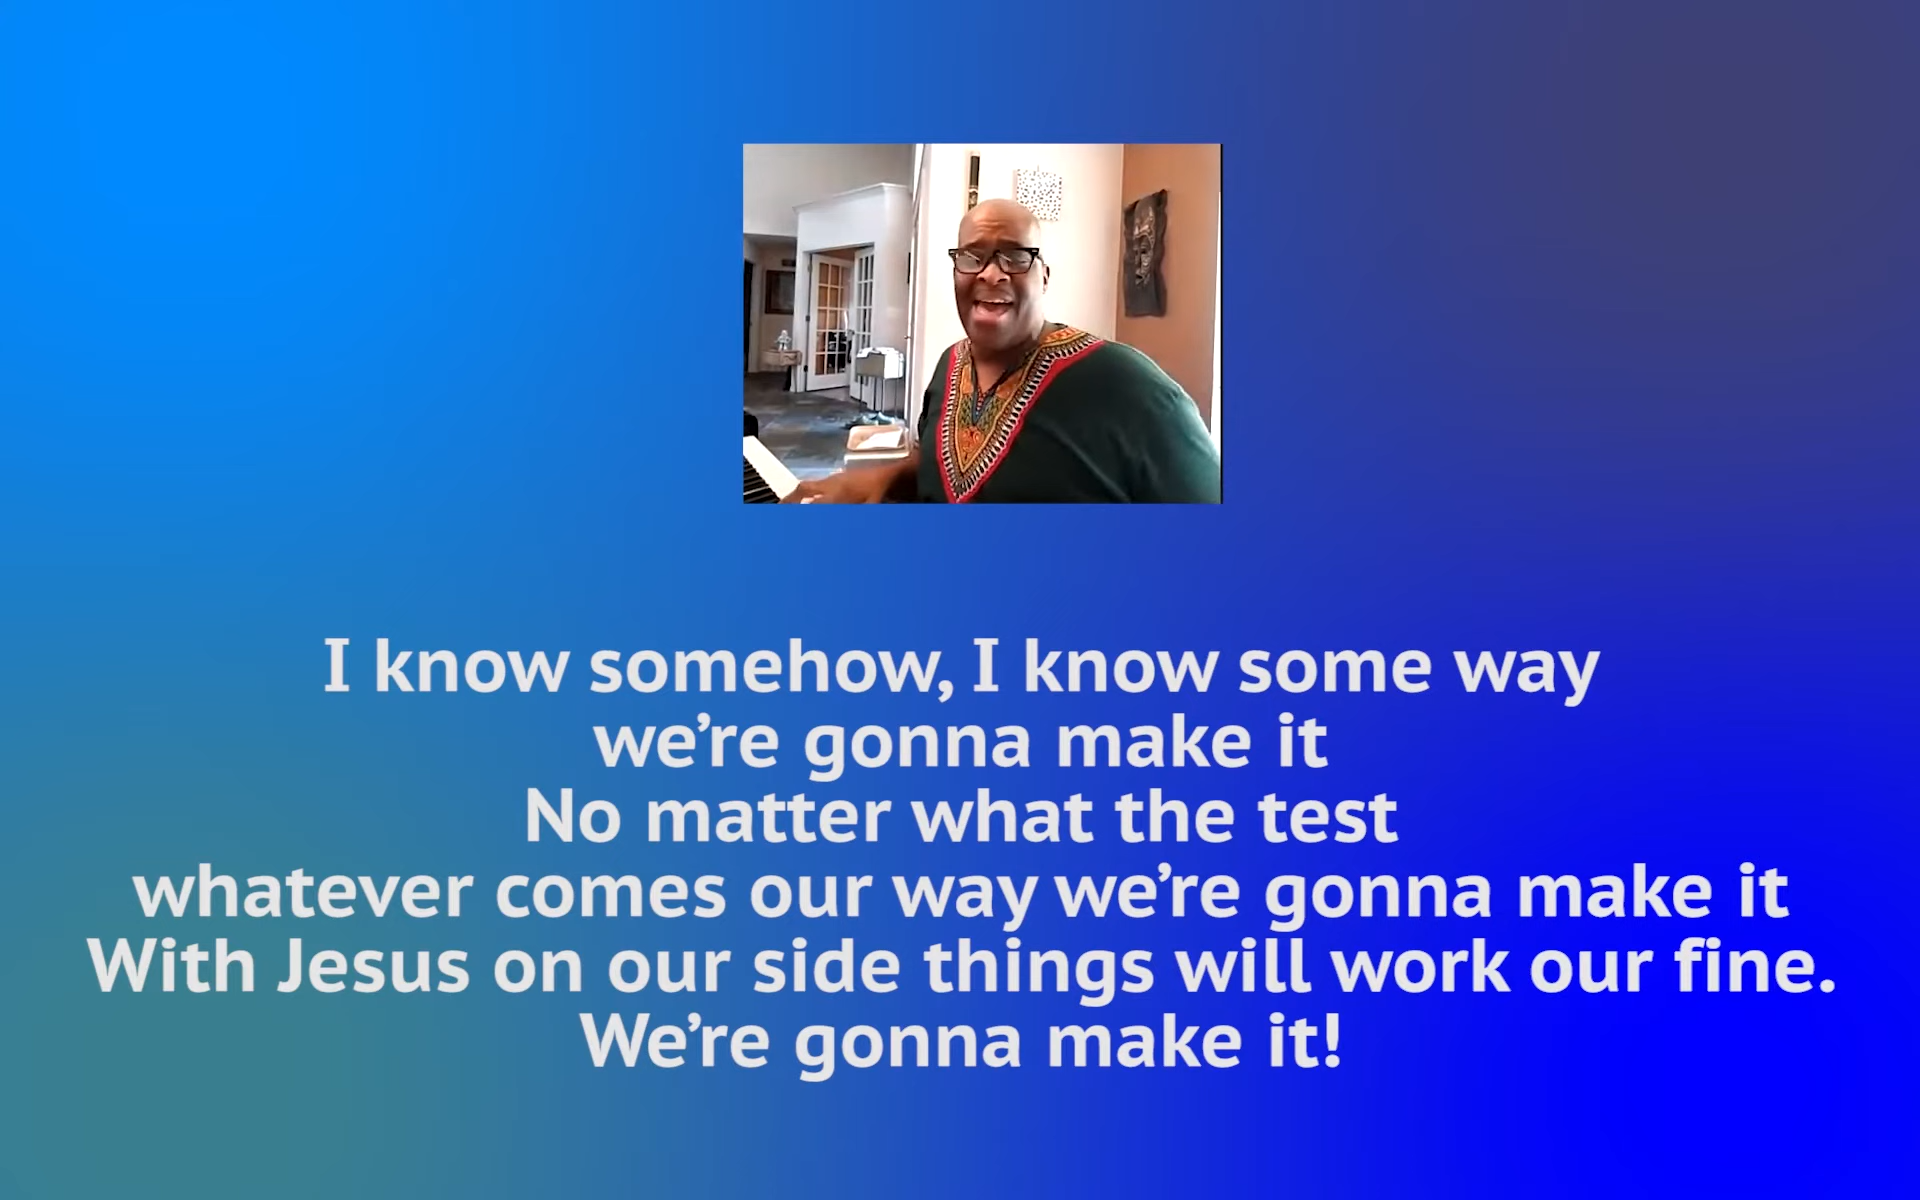 I know somehow, I know some way
we’re gonna make it
No matter what the test
whatever comes our way we’re gonna make it
With Jesus on our side things will work our fine.
We’re gonna make it!